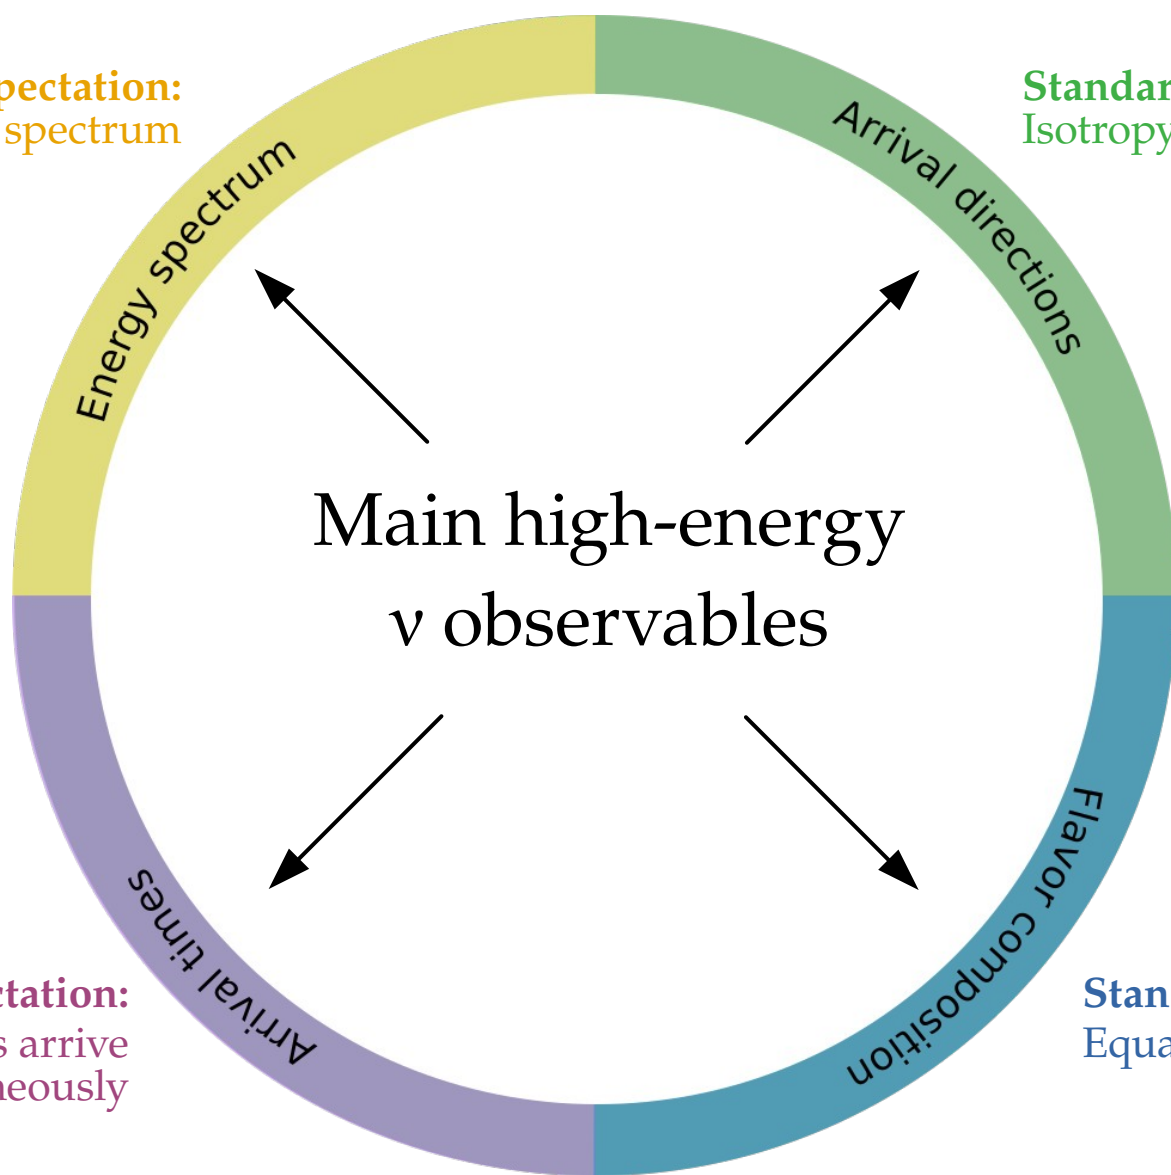 pectation:
spectrum
Standar
Isotropy
Energy spectrum
Arrival directions
Main high-energy
ν observables
Arrival times
Flavor composition
ctation:
s arrive
neously
Stan
Equa